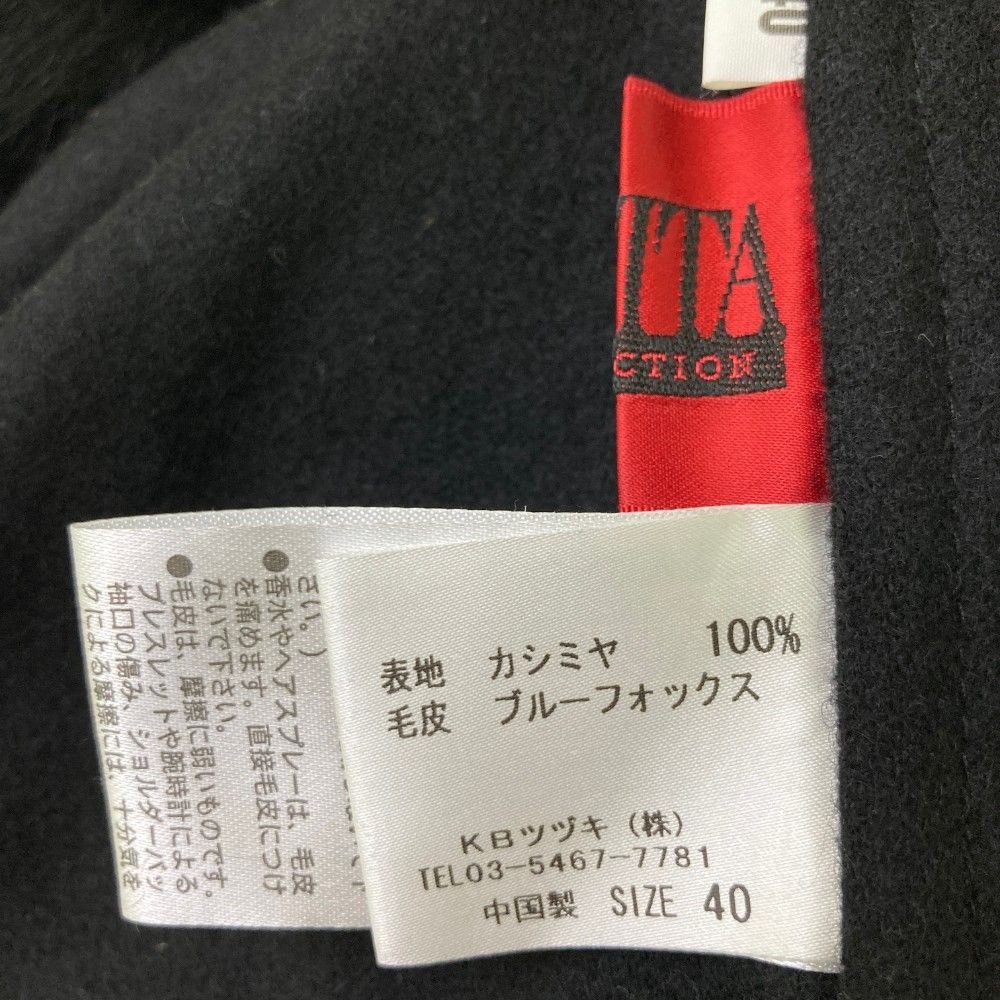 TTA
CTION
表地 カシミヤ 100%
毛皮 ブルーフォックス
KBツヅキ（株）
TEL03-5467-7781
中国製 SIZE 40
さい。）
●香水やヘアスプレーは、毛皮
を痛めます。直接毛皮につけ
ないで下さい。
●毛皮は、摩擦に弱いものです。
ブレスレットや腕時計による
袖口の傷み、ショルダーバッ
クによる摩擦には、十分気を